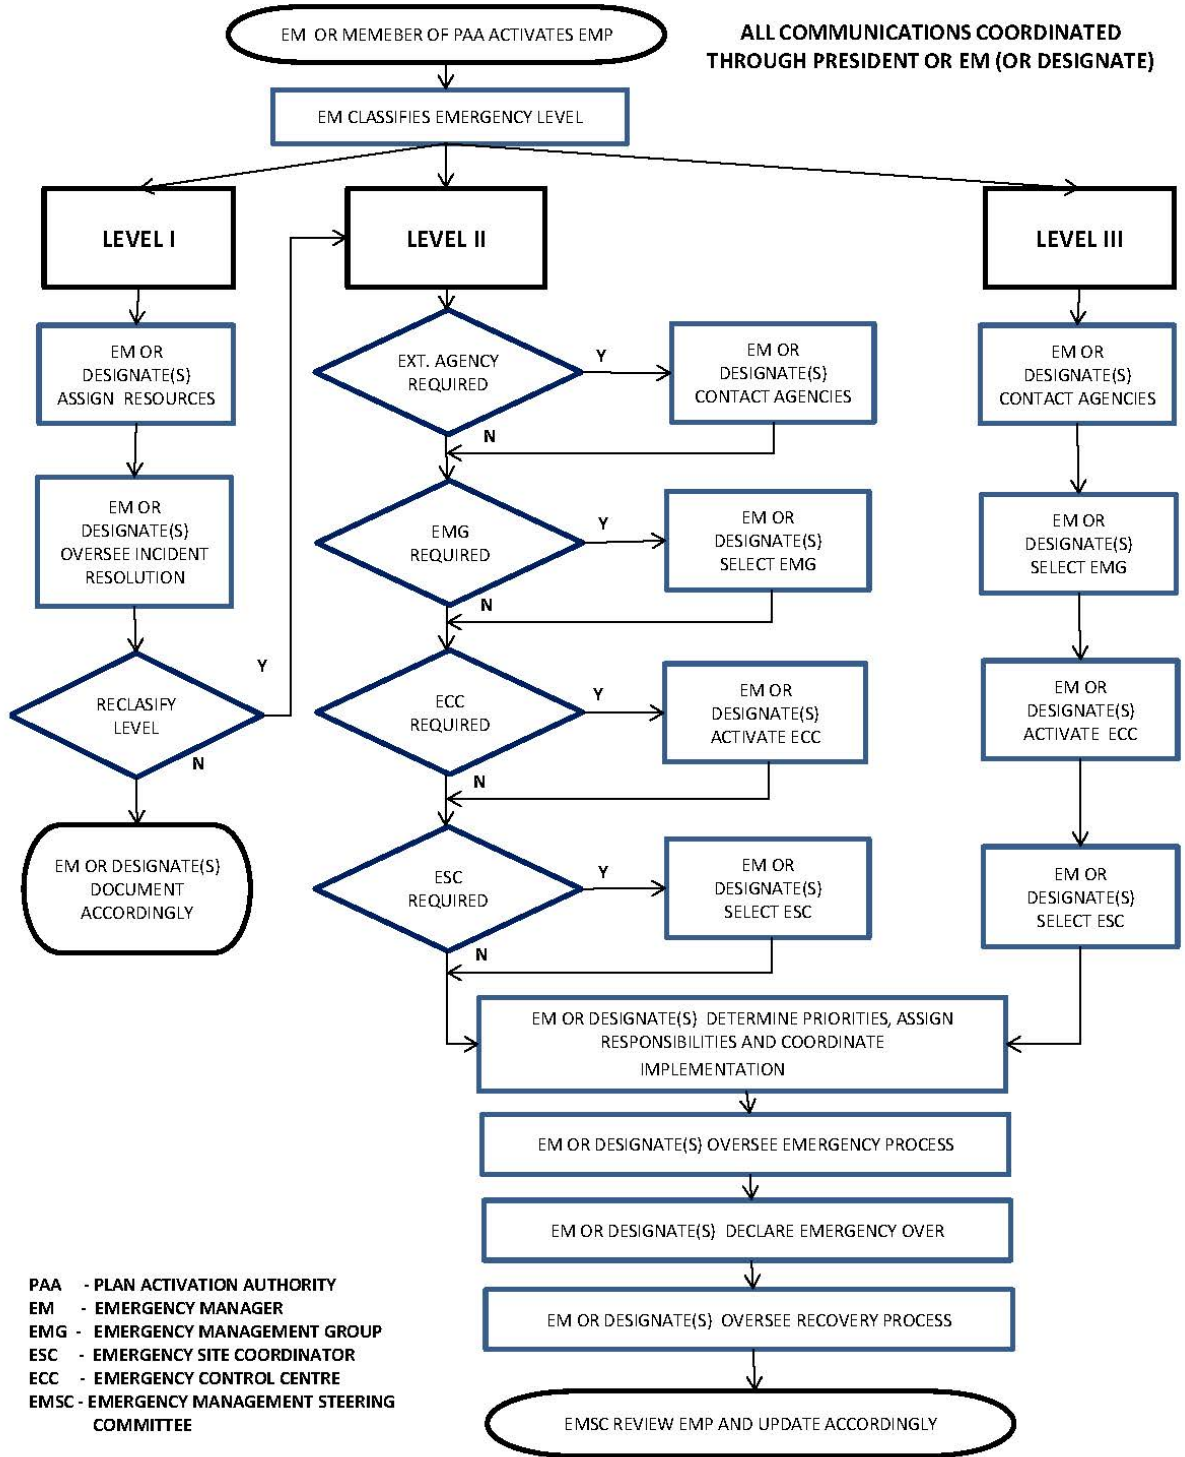 EM OR MEMEBER OF PAA ACTIVATES EMP
ALL COMMUNICATIONS COORDINATED
THROUGH PRESIDENT OR EM (OR DESIGNATE)
EM CLASSIFIES EMERGENCY LEVEL
LEVEL I
LEVEL II
LEVEL III
EM OR
DESIGNATE(S)
ASSIGN RESOURCES
EXT. AGENCY
REQUIRED
Y
EM OR
DESIGNATE(S)
CONTACT AGENCIES
EM OR
DESIGNATE(S)
CONTACT AGENCIES
N
EM OR
DESIGNATE(S)
OVERSEE INCIDENT
RESOLUTION
EMG
REQUIRED
Y
EM OR
DESIGNATE(S)
SELECT EMG
EM OR
DESIGNATE(S)
SELECT EMG
N
RECLASIFY
LEVEL
Y
N
ECC
REQUIRED
Y
EM OR
DESIGNATE(S)
ACTIVATE ECC
EM OR
DESIGNATE(S)
ACTIVATE ECC
N
EM OR DESIGNATE(S)
DOCUMENT
ACCORDINGLY
ESC
REQUIRED
Y
EM OR
DESIGNATE(S)
SELECT ESC
EM OR
DESIGNATE(S)
SELECT ESC
N
EM OR DESIGNATE(S) DETERMINE PRIORITIES, ASSIGN
RESPONSIBILITIES AND COORDINATE
IMPLEMENTATION
EM OR DESIGNATE(S) OVERSEE EMERGENCY PROCESS
EM OR DESIGNATE(S) DECLARE EMERGENCY OVER
EM OR DESIGNATE(S) OVERSEE RECOVERY PROCESS
EMSC REVIEW EMP AND UPDATE ACCORDINGLY
PAA - PLAN ACTIVATION AUTHORITY
EM - EMERGENCY MANAGER
EMG - EMERGENCY MANAGEMENT GROUP
ESC - EMERGENCY SITE COORDINATOR
ECC - EMERGENCY CONTROL CENTRE
EMSC - EMERGENCY MANAGEMENT STEERING
COMMITTEE